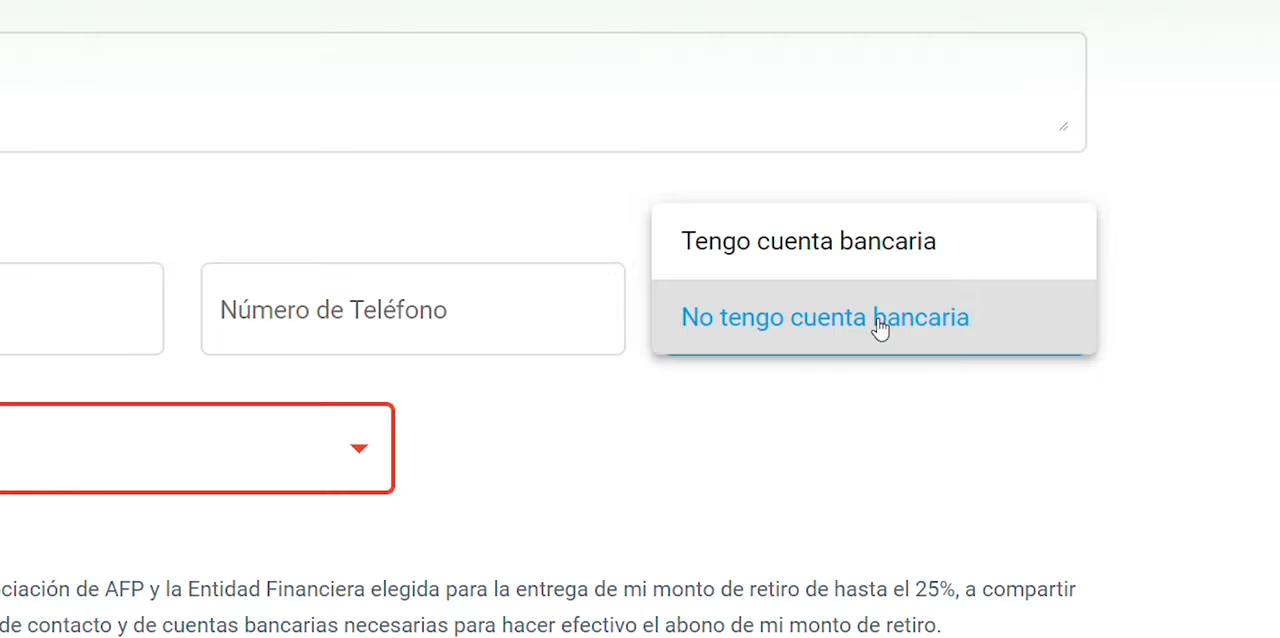 Tengo cuenta bancaria
Número de Teléfono
No tengo cuenta bancaria
de AFP y la Entidad Financiera elegida para la entrega de mi monto de retiro de hasta el 25%, a compartir
de contacto y de cuentas bancarias necesarias para hacer efectivo el abono de mi monto de retiro.